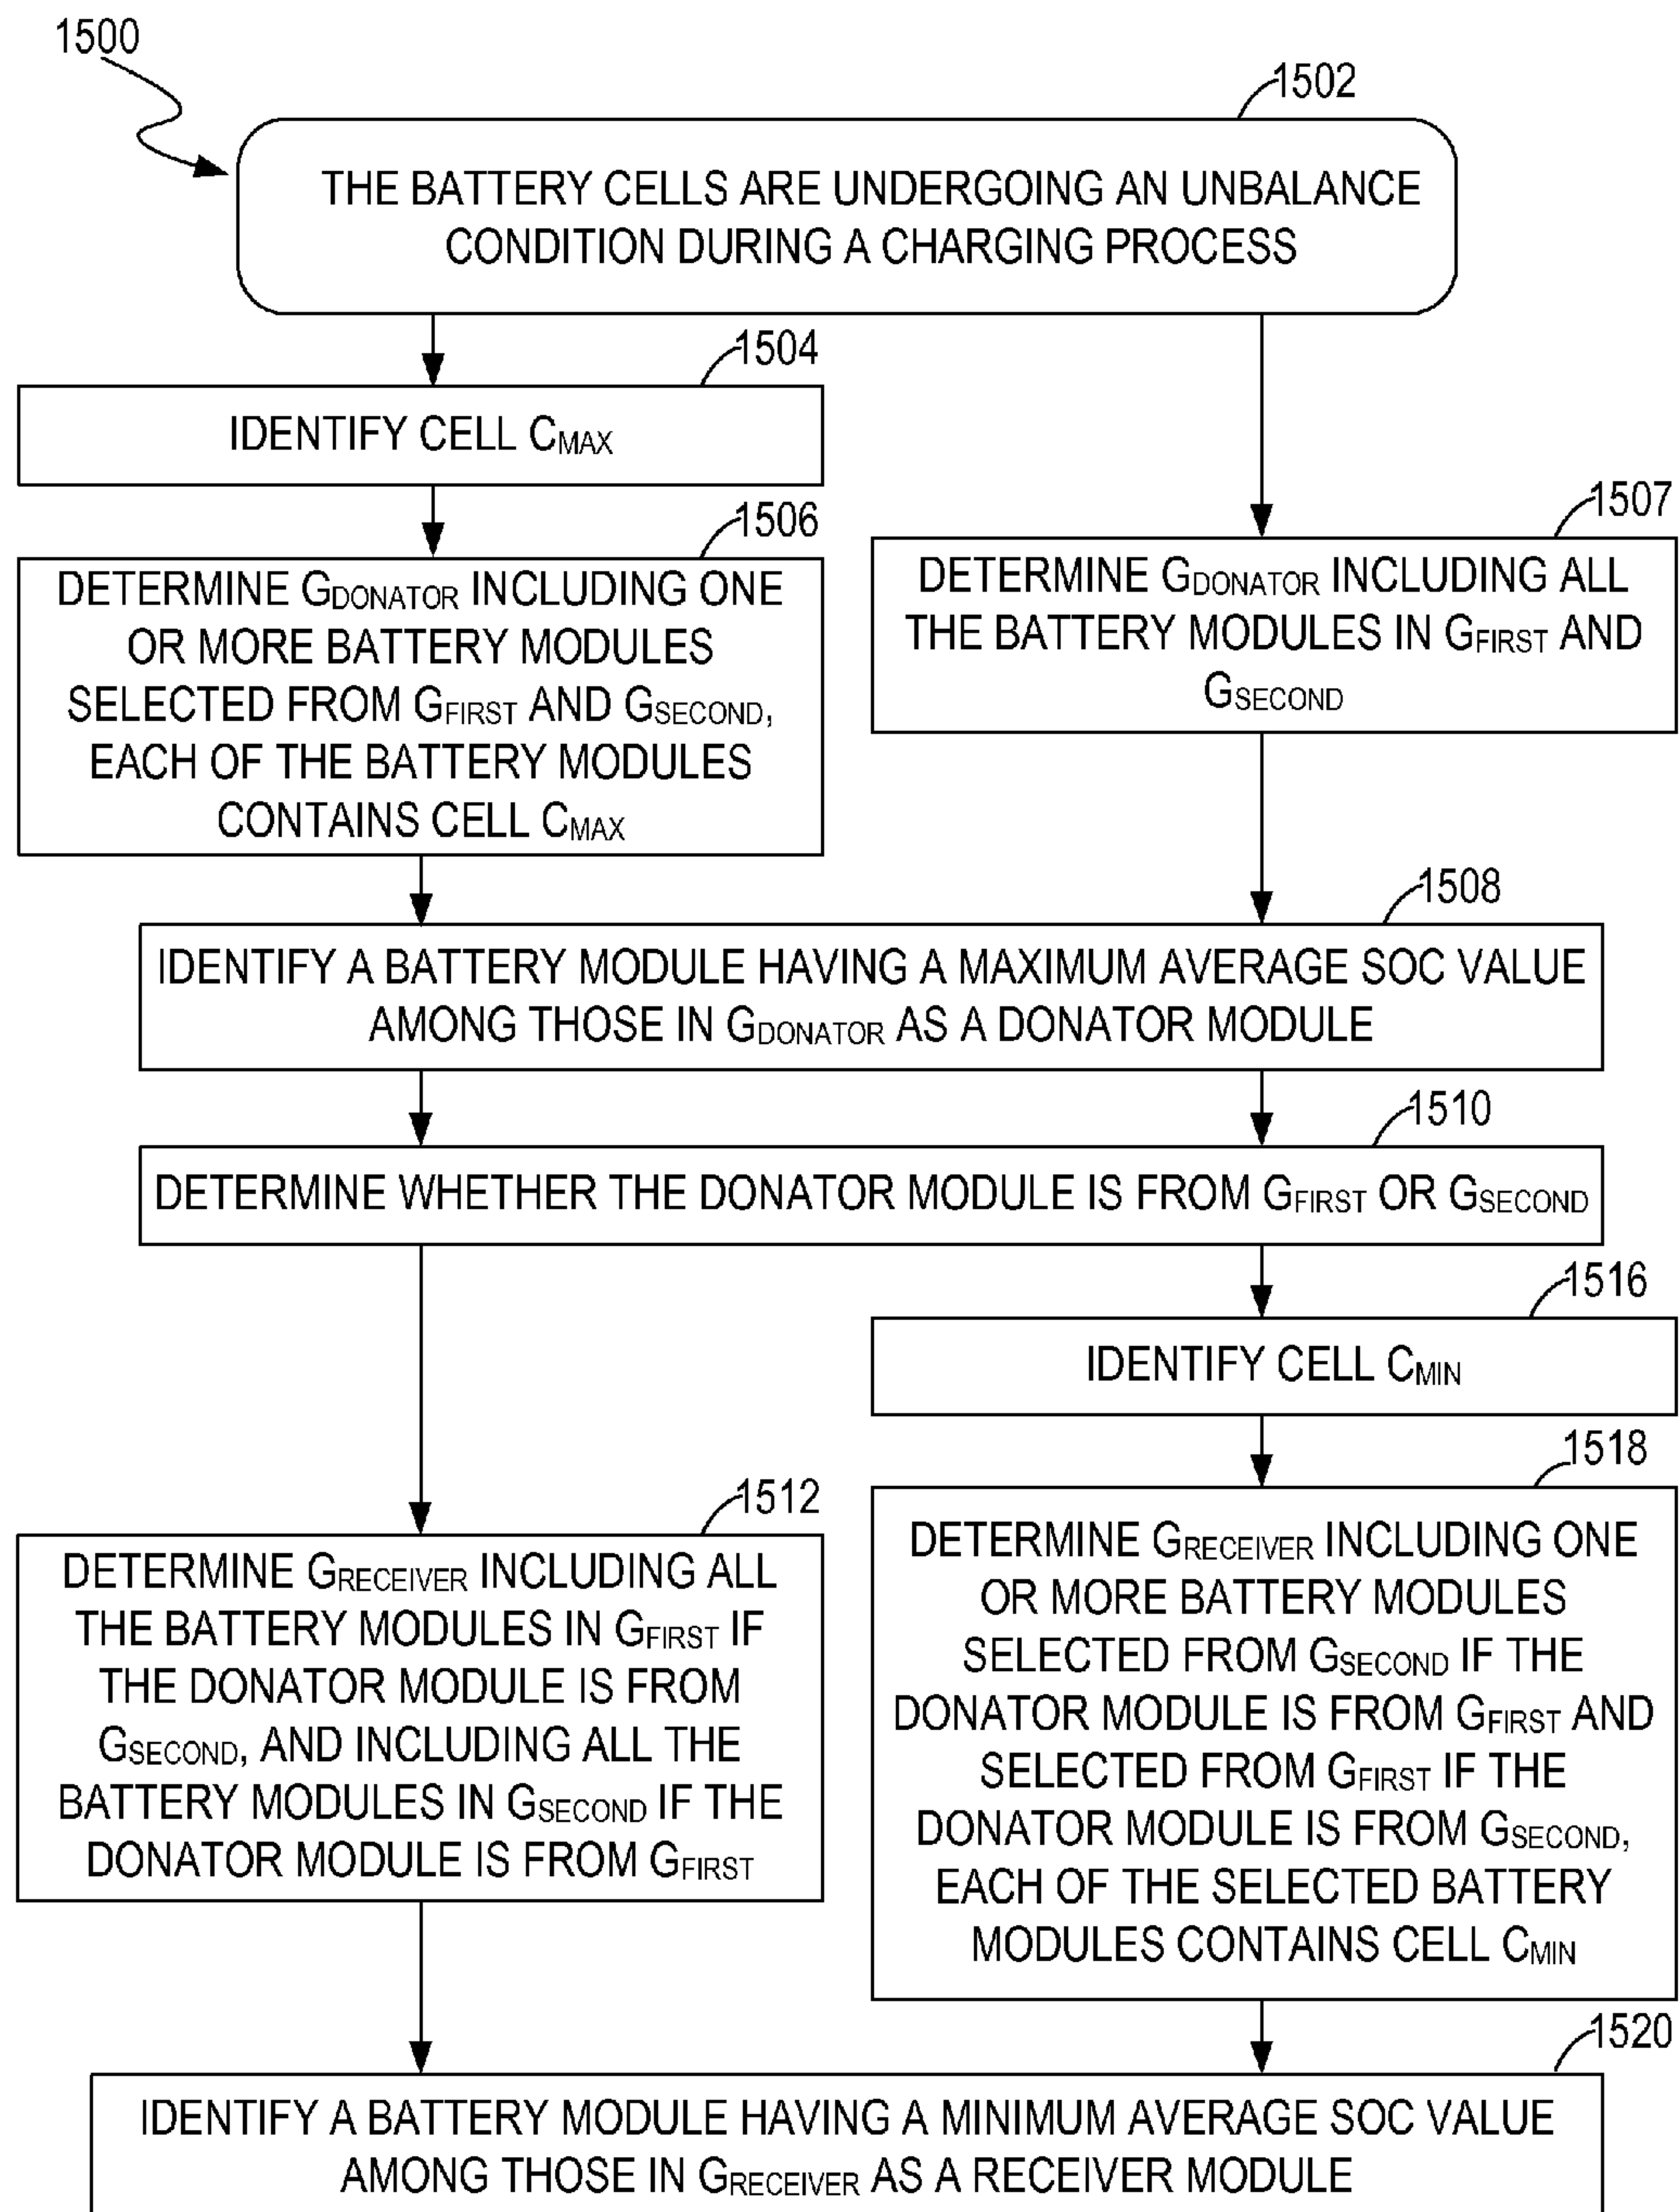 1500
1502
THE BATTERY CELLS ARE UNDERGOING AN UNBALANCE
CONDITION DURING A CHARGING PROCESS
1504
IDENTIFY CELL CMAX
1506
DETERMINE GDONATOR INCLUDING ONE
OR MORE BATTERY MODULES
SELECTED FROM GFIRST AND GSECOND,
EACH OF THE BATTERY MODULES
CONTAINS CELL CMAX
1507
DETERMINE GDONATOR INCLUDING ALL
THE BATTERY MODULES IN GFIRST AND
GSECOND
1508
IDENTIFY A BATTERY MODULE HAVING A MAXIMUM AVERAGE SOC VALUE
AMONG THOSE IN GDONATOR AS A DONATOR MODULE
1510
DETERMINE WHETHER THE DONATOR MODULE IS FROM GFIRST OR GSECOND
1516
IDENTIFY CELL CMIN
1512
DETERMINE GRECEIVER INCLUDING ALL
THE BATTERY MODULES IN GFIRST IF
THE DONATOR MODULE IS FROM
GSECOND, AND INCLUDING ALL THE
BATTERY MODULES IN GSECOND IF THE
DONATOR MODULE IS FROM GFIRST
1518
DETERMINE GRECEIVER INCLUDING ONE
OR MORE BATTERY MODULES
SELECTED FROM GSECOND IF THE
DONATOR MODULE IS FROM GFIRST AND
SELECTED FROM GFIRST IF THE
DONATOR MODULE IS FROM GSECOND,
EACH OF THE SELECTED BATTERY
MODULES CONTAINS CELL CMIN
1520
IDENTIFY A BATTERY MODULE HAVING A MINIMUM AVERAGE SOC VALUE
AMONG THOSE IN GRECEIVER AS A RECEIVER MODULE